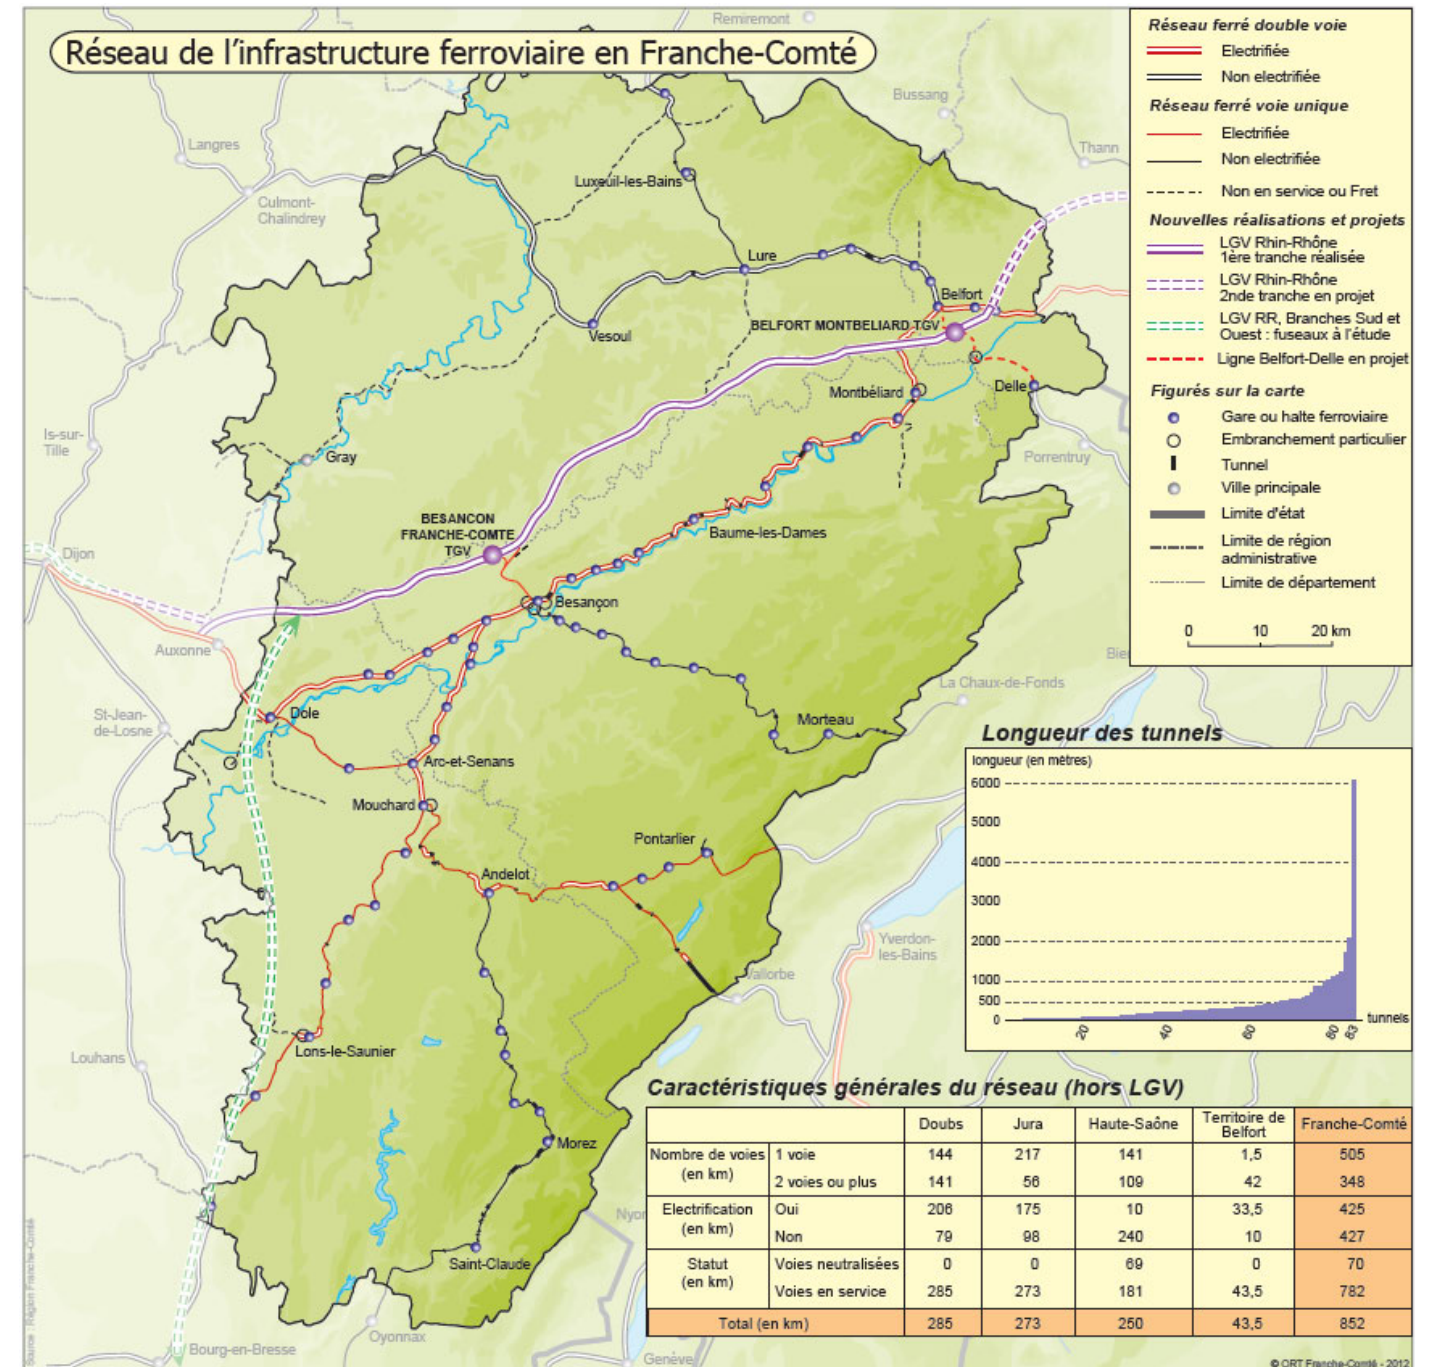 Réseau de l'infrastructure ferroviaire en Franche-Comté
Remiremont
Bussang
Thann
Langres
Culmont-
Chalindrey
Luxeuil-les-Bains
Lure
Belfort
BELFORT MONTBELIARD TGV
Vesoul
Montbéliard
Delle
Porrentruy
Is-sur-
Tille
Gray
BESANCON
FRANCHE-COMTE
TGV
Baume-les-Dames
Dijon
Besançon
Auxonne
La Chaux-de-Fonds
St-Jean-
de-Losne
Dole
Morteau
Arc-et-Senans
Mouchard
Pontarlier
Andelot
Yverdon-
les-Bains
Vallorbe
Louhans
Lons-le-Saunier
Morez
Saint-Claude
Oyonnax
Bourg-en-Bresse
Genève
Nyon
Source : Région Franche-Comté
Réseau ferré double voie
Electrifiée
Non electrifiée
Réseau ferré voie unique
Electrifiée
Non electrifiée
Non en service ou Fret
Nouvelles réalisations et projets
LGV Rhin-Rhône
1ère tranche réalisée
LGV Rhin-Rhône
2nde tranche en projet
LGV RR, Branches Sud et
Ouest : fuseaux à l'étude
Ligne Belfort-Delle en projet
Figurés sur la carte
Gare ou halte ferroviaire
Embranchement particulier
Tunnel
Ville principale
Limite d'état
Limite de région
administrative
Limite de département
0 10 20 km
Bie
Longueur des tunnels
longueur (en mètres)
6000
5000
4000
3000
2000
1000
500
0
20 40 60 80 83 tunnels
Caractéristiques générales du réseau (hors LGV)
Doubs Jura Haute-Saône Territoire de Belfort Franche-Comté
Nombre de voies (en km) 1 voie 144 217 141 1,5 505
2 voies ou plus 141 56 109 42 348
Electrification (en km) Oui 206 175 10 33,5 425
Non 79 98 240 10 427
Statut (en km) Voies neutralisées 0 0 69 0 70
Voies en service 285 273 181 43,5 782
Total (en km) 285 273 250 43,5 852
© ORT Franche-Comté - 2012